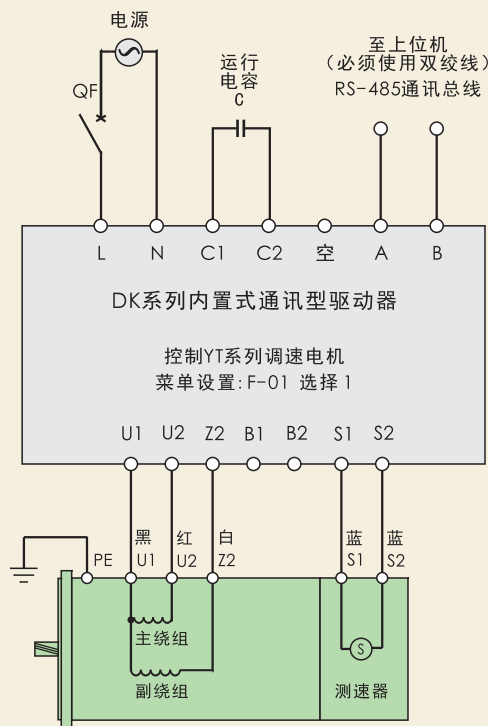 电源
至上位机
(必须使用双绞线)
RS-485通讯总线
运行
电容
C
QF
L N C1 C2 空 A B
DK系列内置式通讯型驱动器
控制YT系列调速电机
菜单设置:F-01 选择1
U1 U2 Z2 B1 B2 S1 S2
黑 红 白 蓝 蓝
PE U1 U2 Z2 S1 S2
主绕组
S
副绕组
测速器